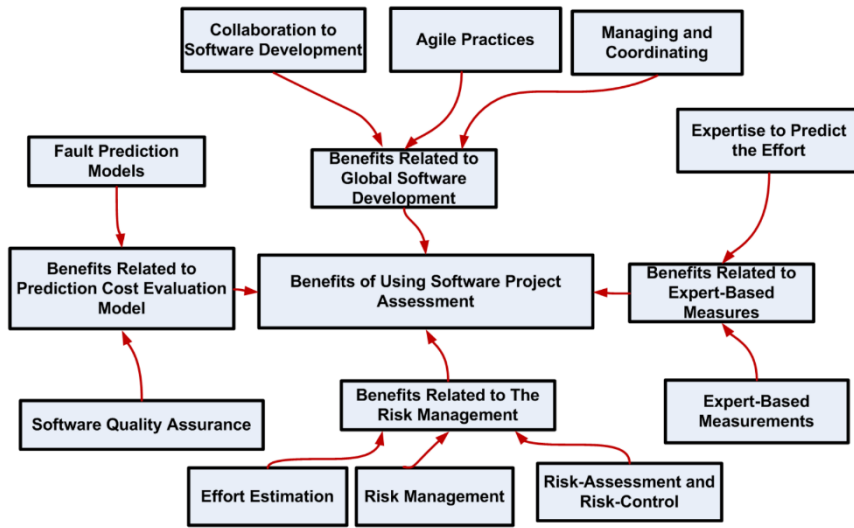 Collaboration to
Software Development
Agile Practices
Managing and
Coordinating
Expertise to Predict
the Effort
Fault Prediction
Models
Benefits Related to
Global Software
Development
Benefits Related to
Prediction Cost Evaluation
Model
Benefits of Using Software Project
Assessment
Benefits Related to
Expert-Based
Measures
Benefits Related to The
Risk Management
Software Quality Assurance
Expert-Based
Measurements
Effort Estimation
Risk Management
Risk-Assessment and
Risk-Control